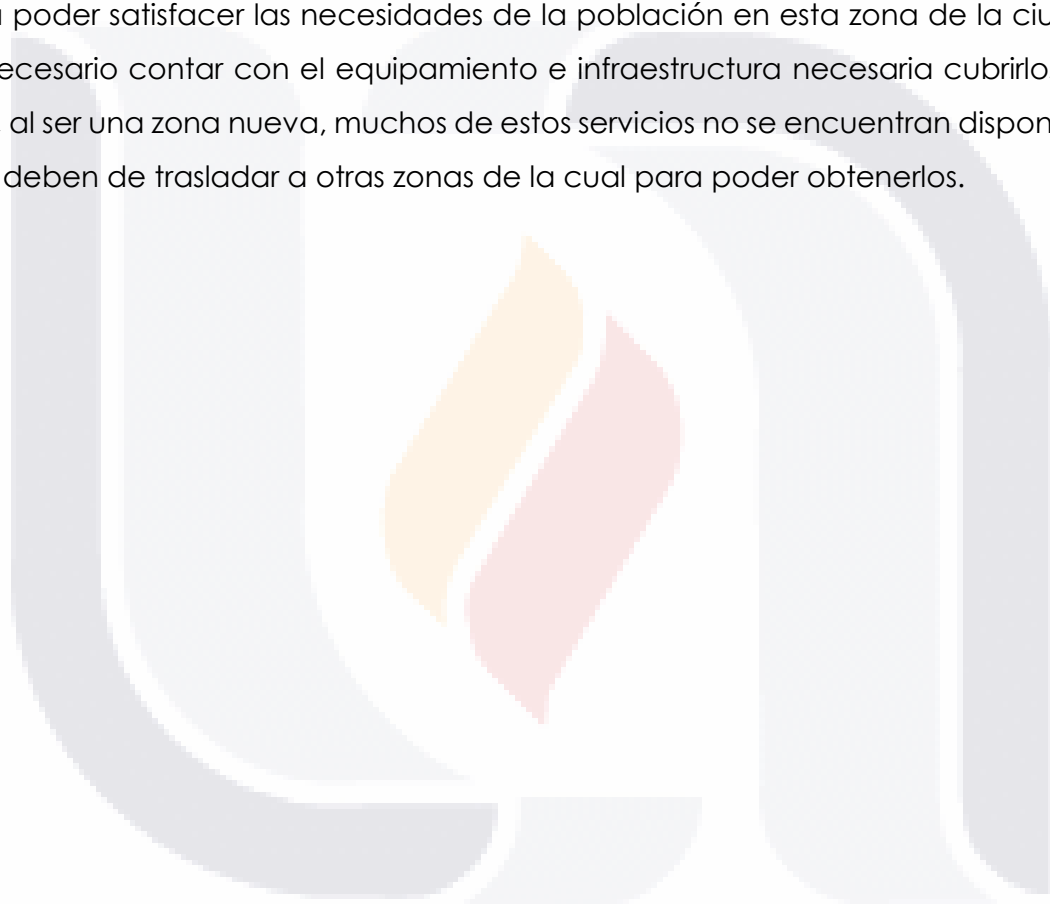 poder satisfacer las necesidades de la población en esta zona de la
contar con el equipamiento e infraestructura necesaria
al ser una zona nueva, muchos de estos servicios no se encuentran
deben de trasladar a otras zonas de la cual para poder obtenerlos.